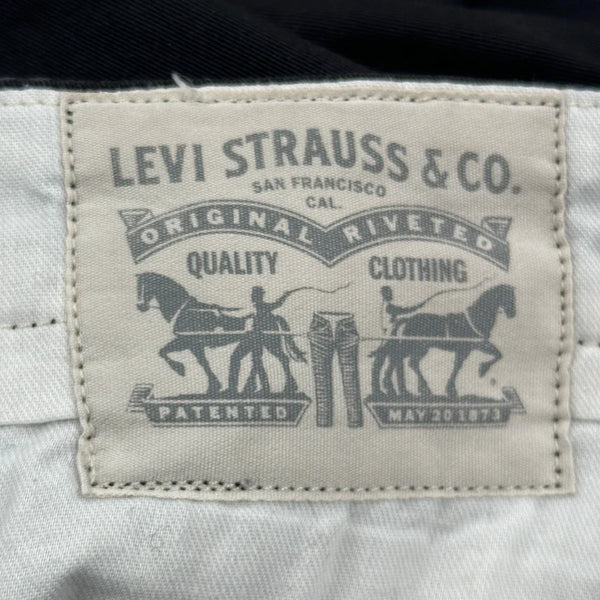 LEVI STRAUSS & CO.
SAN FRANCISCO
CAL.
ORIGINAL RIVETED
QUALITY CLOTHING
PATENTED MAY 20 1873